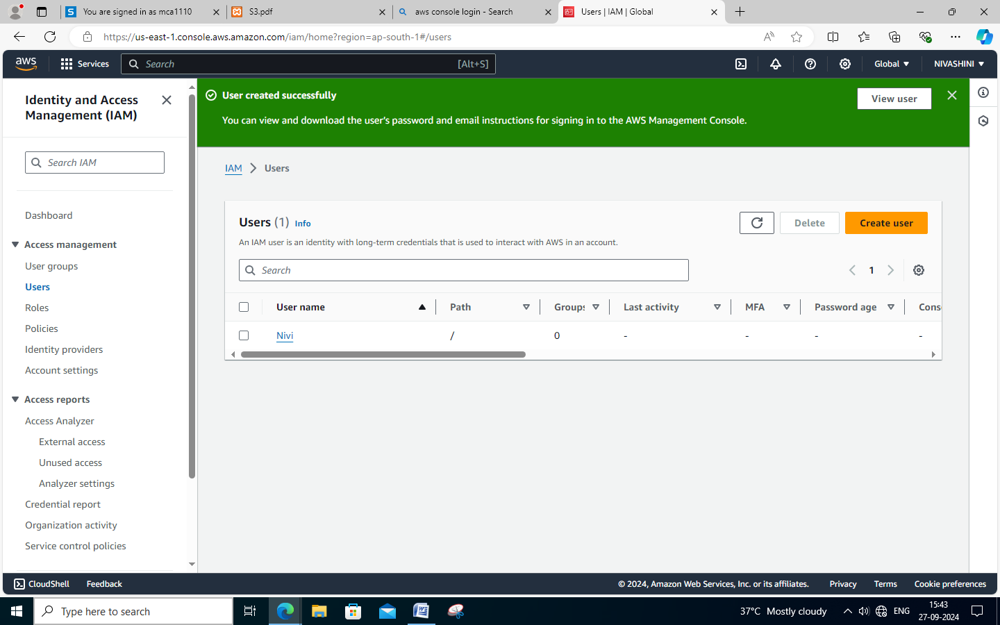 You are signed in as mca1110
S3.pdf
aws console login - Search
Users | IAM | Global
https://us-east-1.console.aws.amazon.com/iam/home?region=ap-south-1#/users
aws
Services
Search
[Alt+S]
Global
NIVASHINI
Identity and Access
Management (IAM)
Search IAM
Dashboard
Access management
User groups
Users
Roles
Policies
Identity providers
Account settings
Access reports
Access Analyzer
External access
Unused access
Analyzer settings
Credential report
Organization activity
Service control policies
User created successfully
View user
You can view and download the user's password and email instructions for signing in to the AWS Management Console.
IAM > Users
Users (1) Info
Delete
Create user
An IAM user is an identity with long-term credentials that is used to interact with AWS in an account.
Search
1
User name Path Groups Last activity MFA Password age Cons
Nivi / 0 - - - -
CloudShell Feedback
© 2024, Amazon Web Services, Inc. or its affiliates. Privacy Terms Cookie preferences
Type here to search
37°C Mostly cloudy
ENG
15:43
27-09-2024